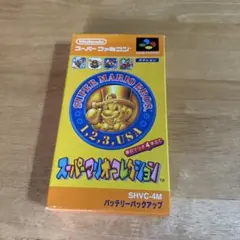 Nintendo
スーパーファミコン
SUPER MARIO BROS.
1,2,3,USA
スーパーマリオコレクション
SHVC-4M
バッテリーバックアップ